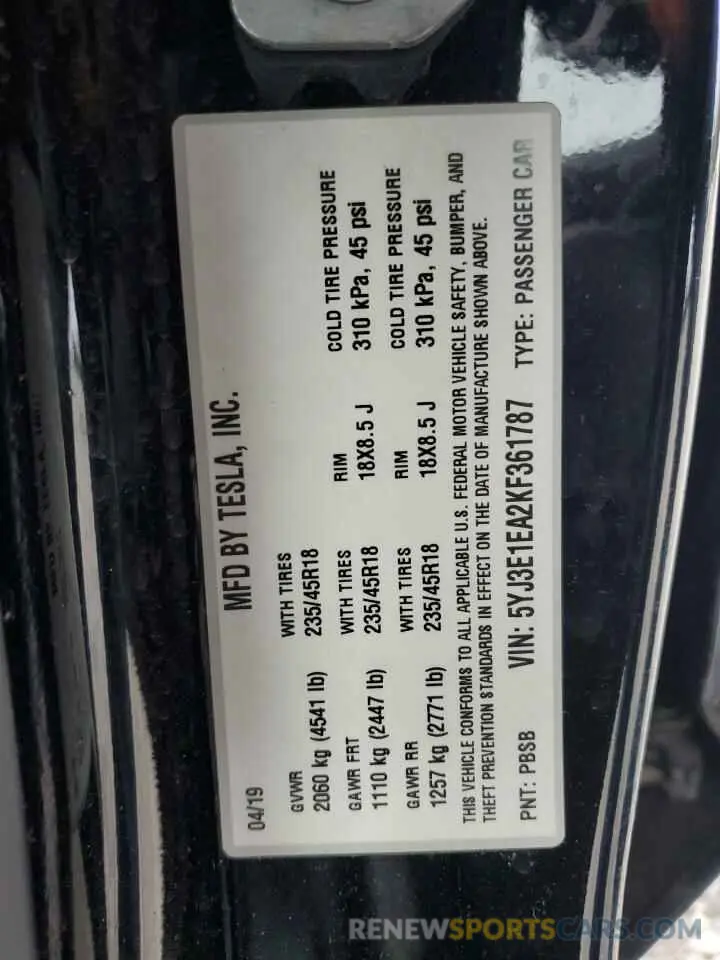 MFD BY TESLA, INC.
04/19
GVWR WITH TIRES
2060 kg (4541 lb) 235/45R18
GAWR FRT WITH TIRES RIM COLD TIRE PRESSURE
1110 kg (2447 lb) 235/45R18 18X8.5 J 310 kPa, 45 psi
GAWR RR WITH TIRES RIM COLD TIRE PRESSURE
1257 kg (2771 lb) 235/45R18 18X8.5 J 310 kPa, 45 psi
THIS VEHICLE CONFORMS TO ALL APPLICABLE U.S. FEDERAL MOTOR VEHICLE SAFETY, BUMPER, AND
THEFT PREVENTION STANDARDS IN EFFECT ON THE DATE OF MANUFACTURE SHOWN ABOVE.
PNT: PBSB VIN: 5YJ3E1EA2KF361787 TYPE: PASSENGER CAR
RENEWSPORTSCARS.COM